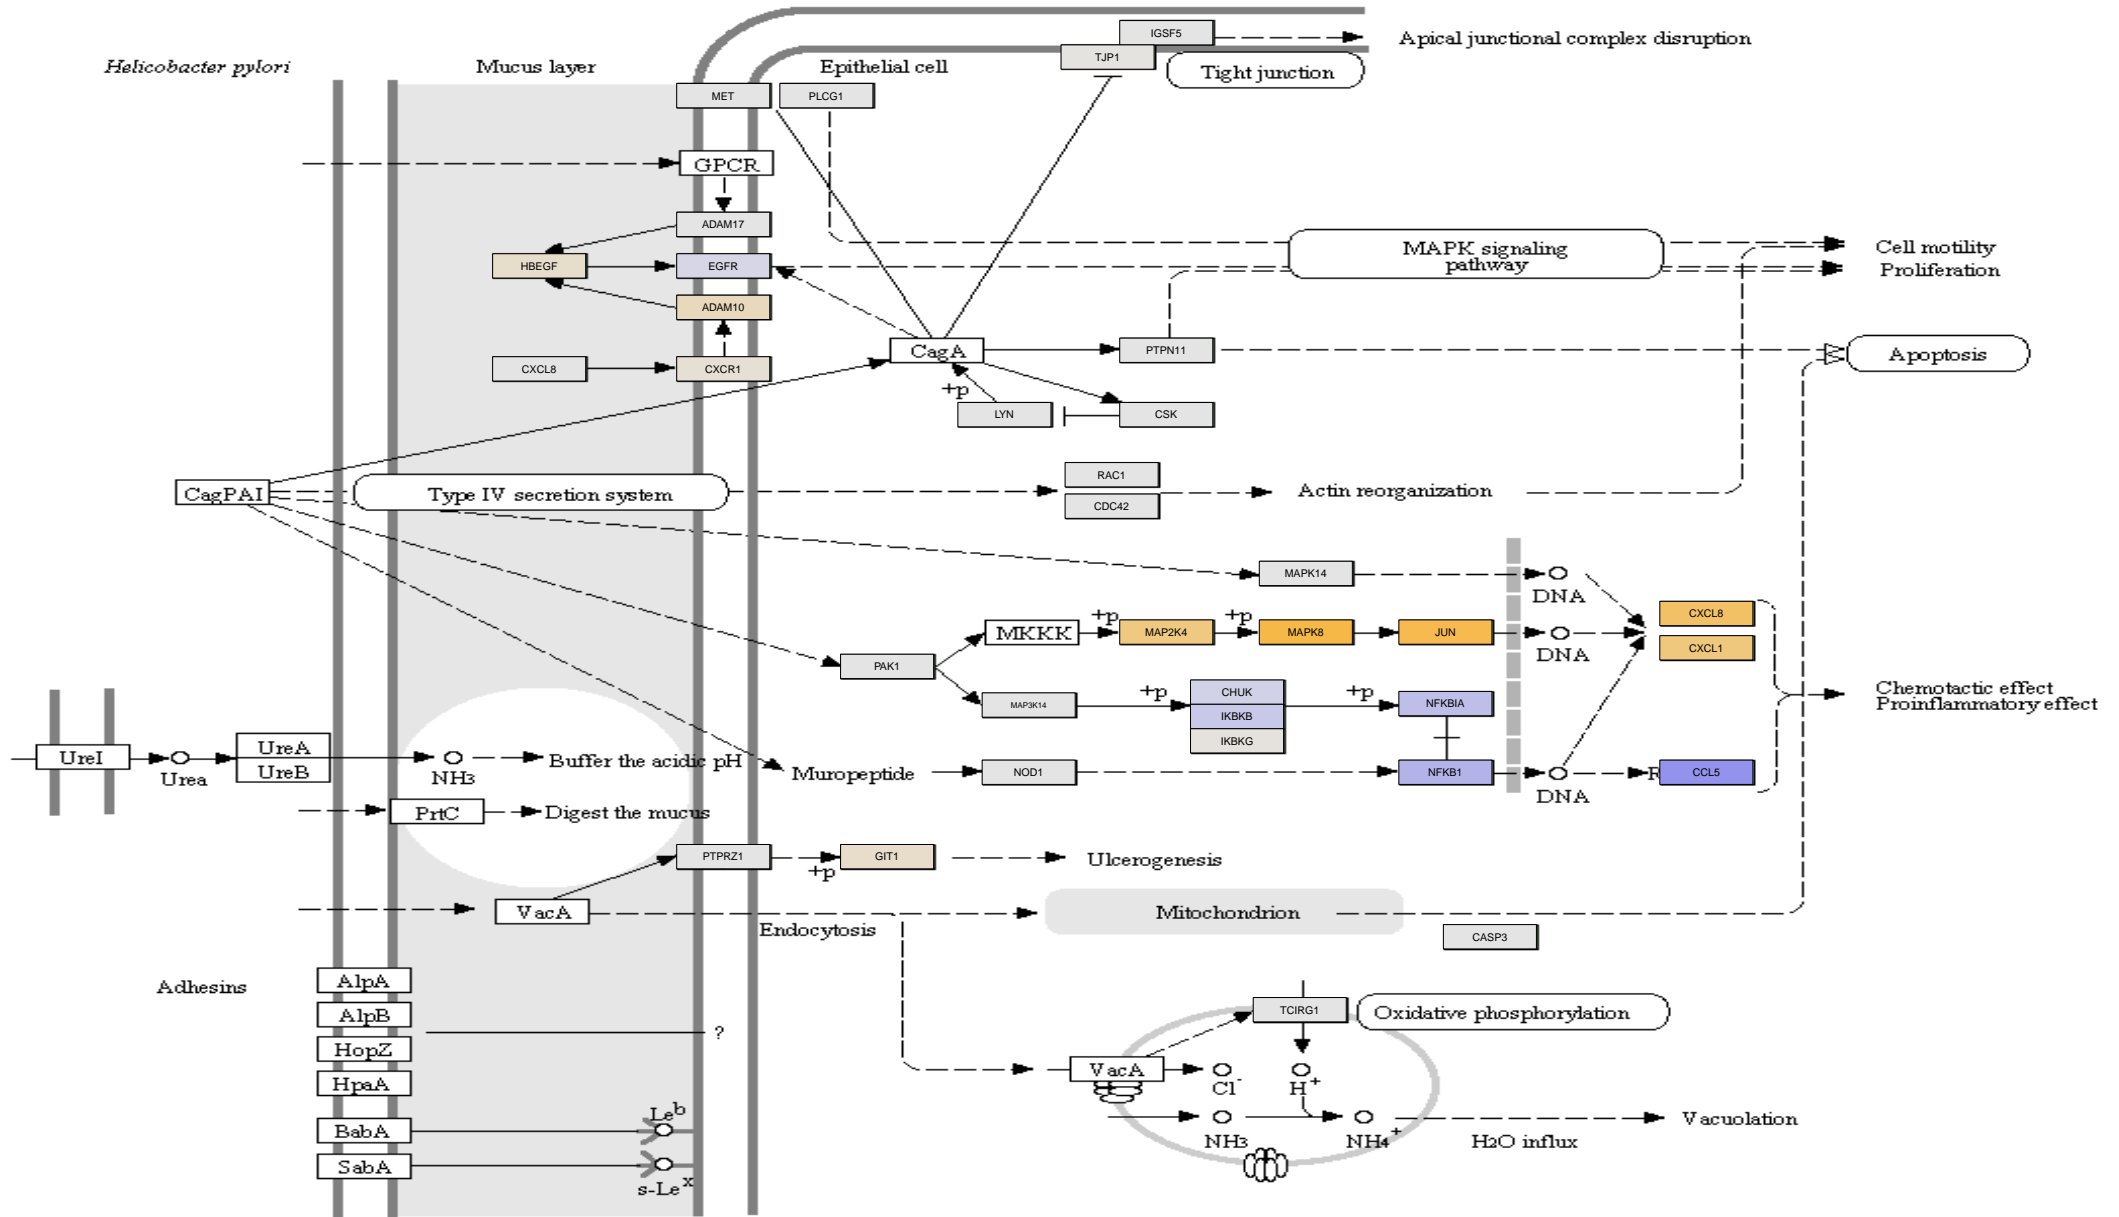 IGSF5
Apical junctional complex disruption
TJP1
Helicobacter pylori
Mucus layer
Epithelial cell
Tight junction
MET
PLCG1
GPCR
ADAM17
HBEGF
EGFR
MAPK signaling
pathway
Cell motility
Proliferation
ADAM10
CagA
PTPN11
Apoptosis
CXCL8
CXCR1
+p
LYN
CSK
CagPAI
Type IV secretion system
RAC1
CDC42
Actin reorganization
MAPK14
DNA
CXCL8
+p
+p
MKKK
MAP2K4
MAPK8
JUN
DNA
CXCL1
PAK1
MAP3K14
+p
CHUK
IKBKB
IKBKG
+p
NFKBIA
Chemotactic effect
Proinflammatory effect
UreI
Urea
UreA
UreB
NH3
Buffer the acidic pH
Muropeptide
NOD1
NFKB1
DNA
R
CCL5
PrtC
Digest the mucus
PTPRZ1
+p
GIT1
Ulcerogenesis
VacA
Endocytosis
Mitochondrion
CASP3
Adhesins
AlpA
AlpB
HopZ
HpaA
BabA
SabA
?
Le b
s-Le x
TCIRG1
Oxidative phosphorylation
VacA
Cl -
H +
NH3
NH4 +
H2O influx
Vacuolation